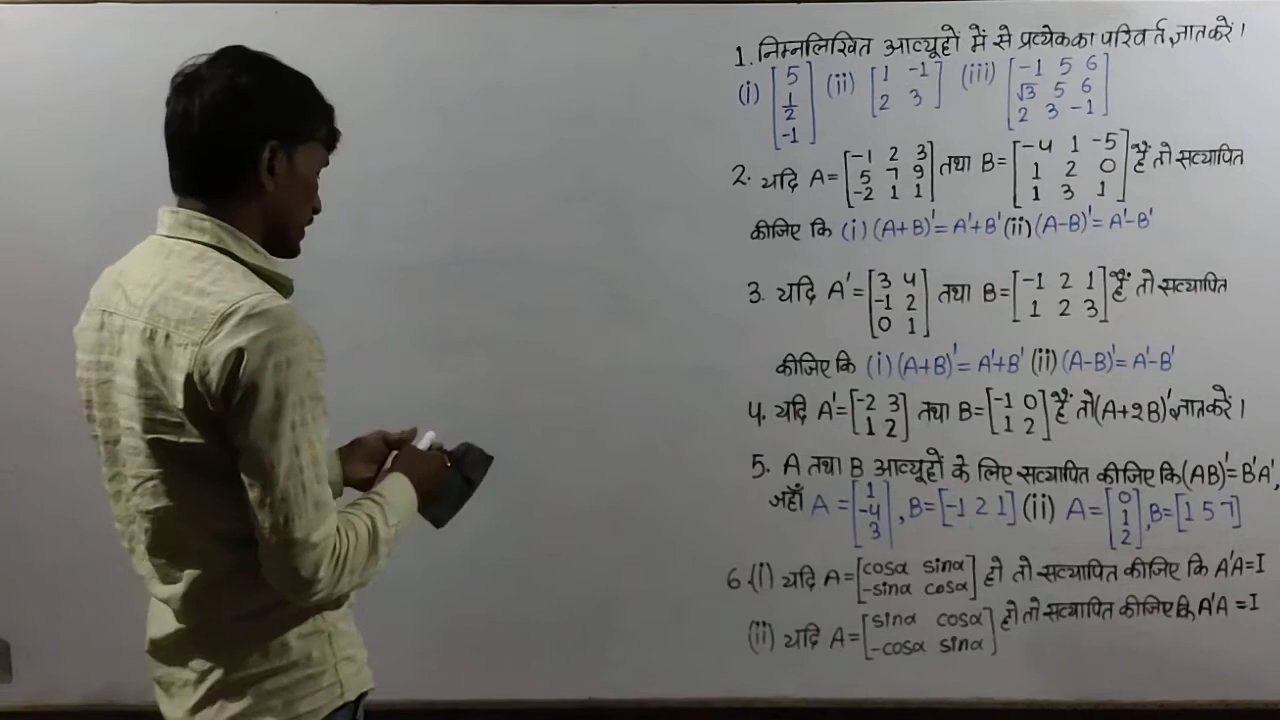 1. निम्नलिखित आव्यूहों में से प्रत्येक का परिवर्त ज्ञात करें।
(i) [5 1/2 -1] (ii) [1 -1 2 3] (iii) [-1 5 6 √3 5 6 2 3 -1]
2. यदि A= [-1 2 3 5 7 9 -2 1 1] तथा B= [-4 1 -5 1 2 0 1 3 1] हैं तो सत्यापित
कीजिए कि (i) (A+B)'= A'+B' (ii) (A-B)'= A'-B'
3. यदि A'= [3 4 -1 2 0 1] तथा B= [-1 2 1 1 2 3] हैं तो सत्यापित
कीजिए कि (i) (A+B)'= A'+B' (ii) (A-B)'= A'-B'
4. यदि A'= [-2 3 1 2] तथा B= [-1 0 1 2] हैं तो (A+2B)' ज्ञात करें।
5. A तथा B आव्यूहों के लिए सत्यापित कीजिए कि (AB)'= B'A',
जहाँ A = [1 -4 3], B= [-1 2 1] (ii) A= [0 1 2], B= [1 5 7]
6.(i) यदि A= [cosα sinα -sinα cosα] हो तो सत्यापित कीजिए कि A'A=I
(ii) यदि A= [sinα cosα -cosα sinα] हो तो सत्यापित कीजिए कि A'A =I